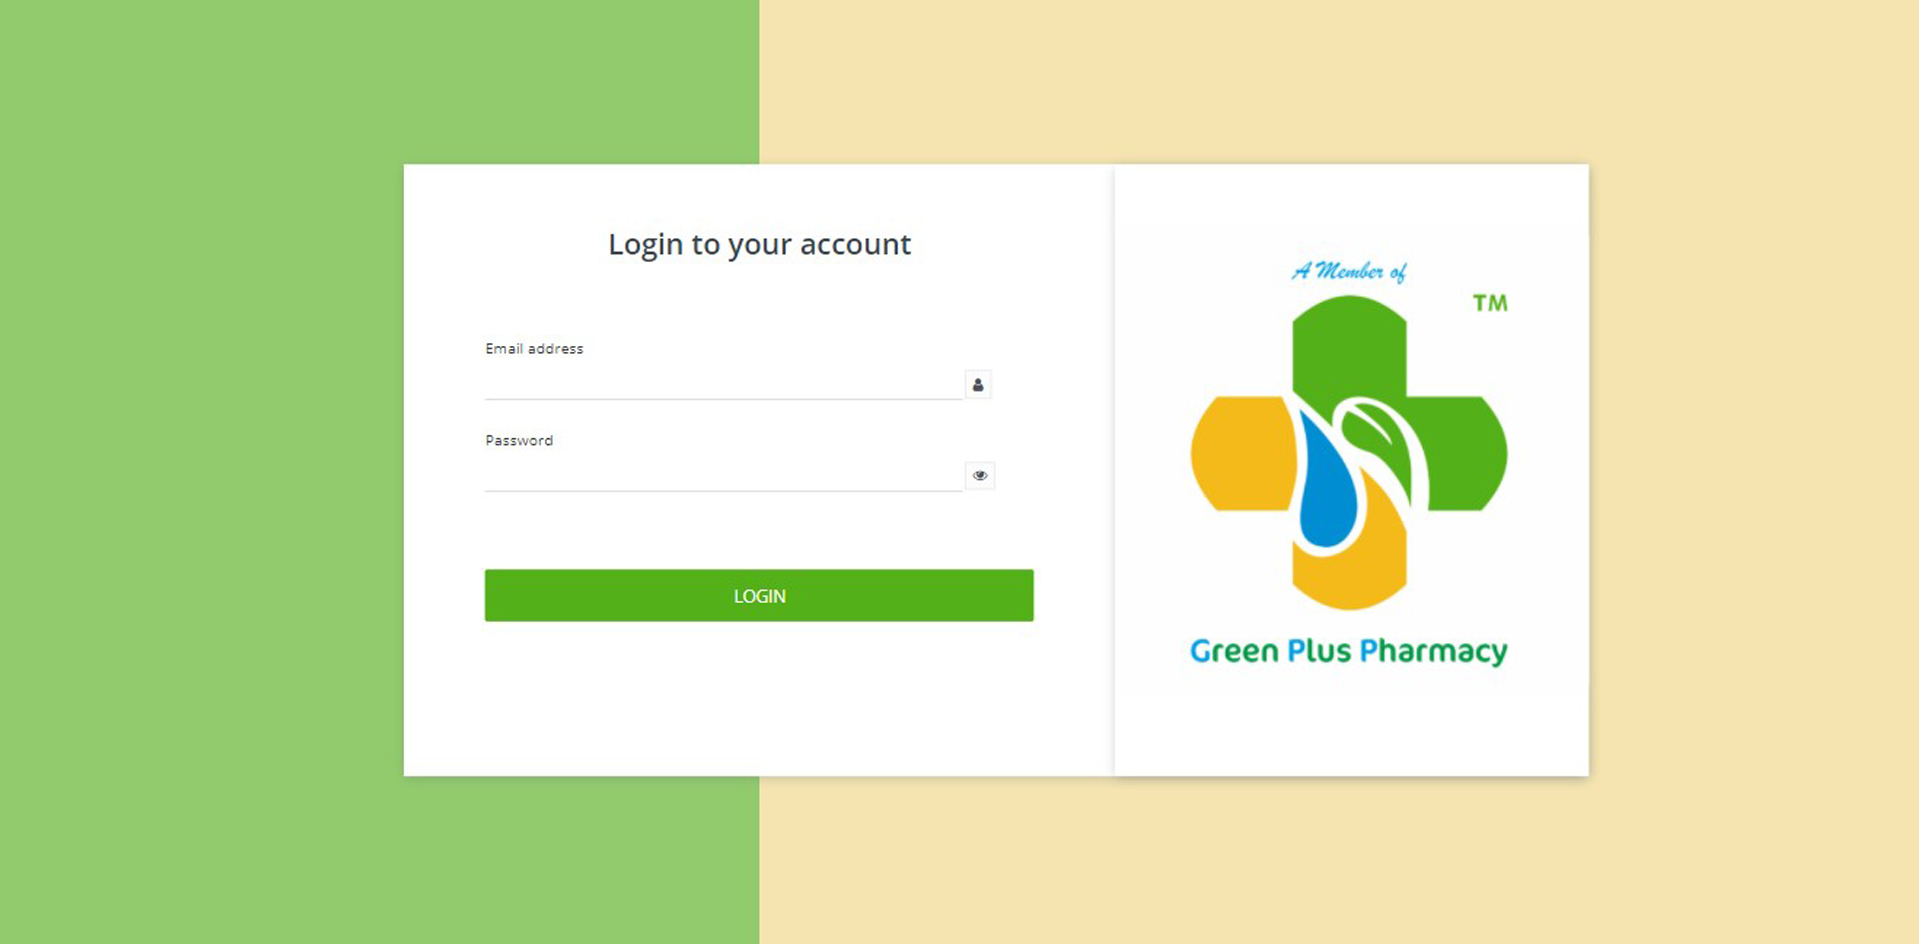 Login to your account
Email address
Password
LOGIN
A Member of
TM
Green Plus Pharmacy